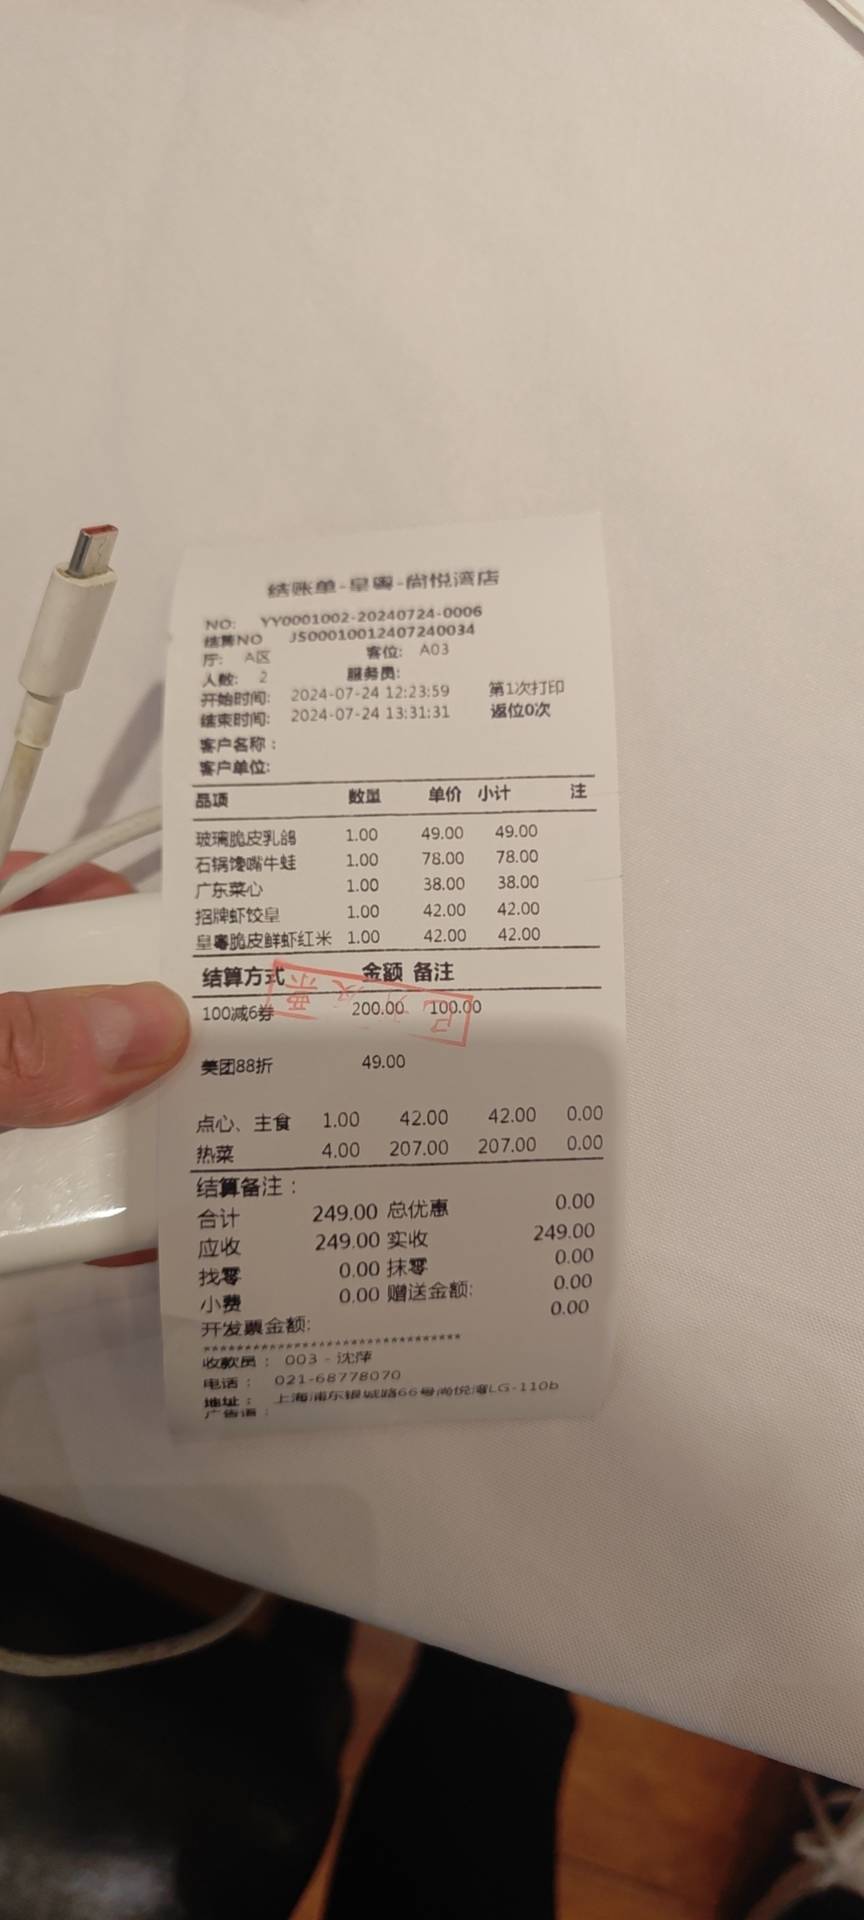 结账单-皇粤-尚悦湾店
NO: YY0001002-20240724-0006
结算NO JS00010012407240034
厅: A区 客位: A03
人数: 2 服务员:
开始时间: 2024-07-24 12:23:59 第1次打印
结束时间: 2024-07-24 13:31:31 返位0次
客户名称：
客户单位:
品项 数量 单价 小计 注
玻璃脆皮乳鸽 1.00 49.00 49.00
石锅馋嘴牛蛙 1.00 78.00 78.00
广东菜心 1.00 38.00 38.00
招牌虾饺皇 1.00 42.00 42.00
皇粤脆皮鲜虾红米 1.00 42.00 42.00
结算方式 金额 备注
100减6券 200.00 100.00
已开发票
美团88折 49.00
点心、主食 1.00 42.00 42.00 0.00
热菜 4.00 207.00 207.00 0.00
结算备注：
合计 249.00 总优惠 0.00
应收 249.00 实收 249.00
找零 0.00 抹零 0.00
小费 0.00 赠送金额: 0.00
开发票金额: 0.00
*******************************
收款员： 003 - 沈萍
电话： 021-68778070
地址： 上海浦东银城路66号尚悦湾LG-110b
广告语：